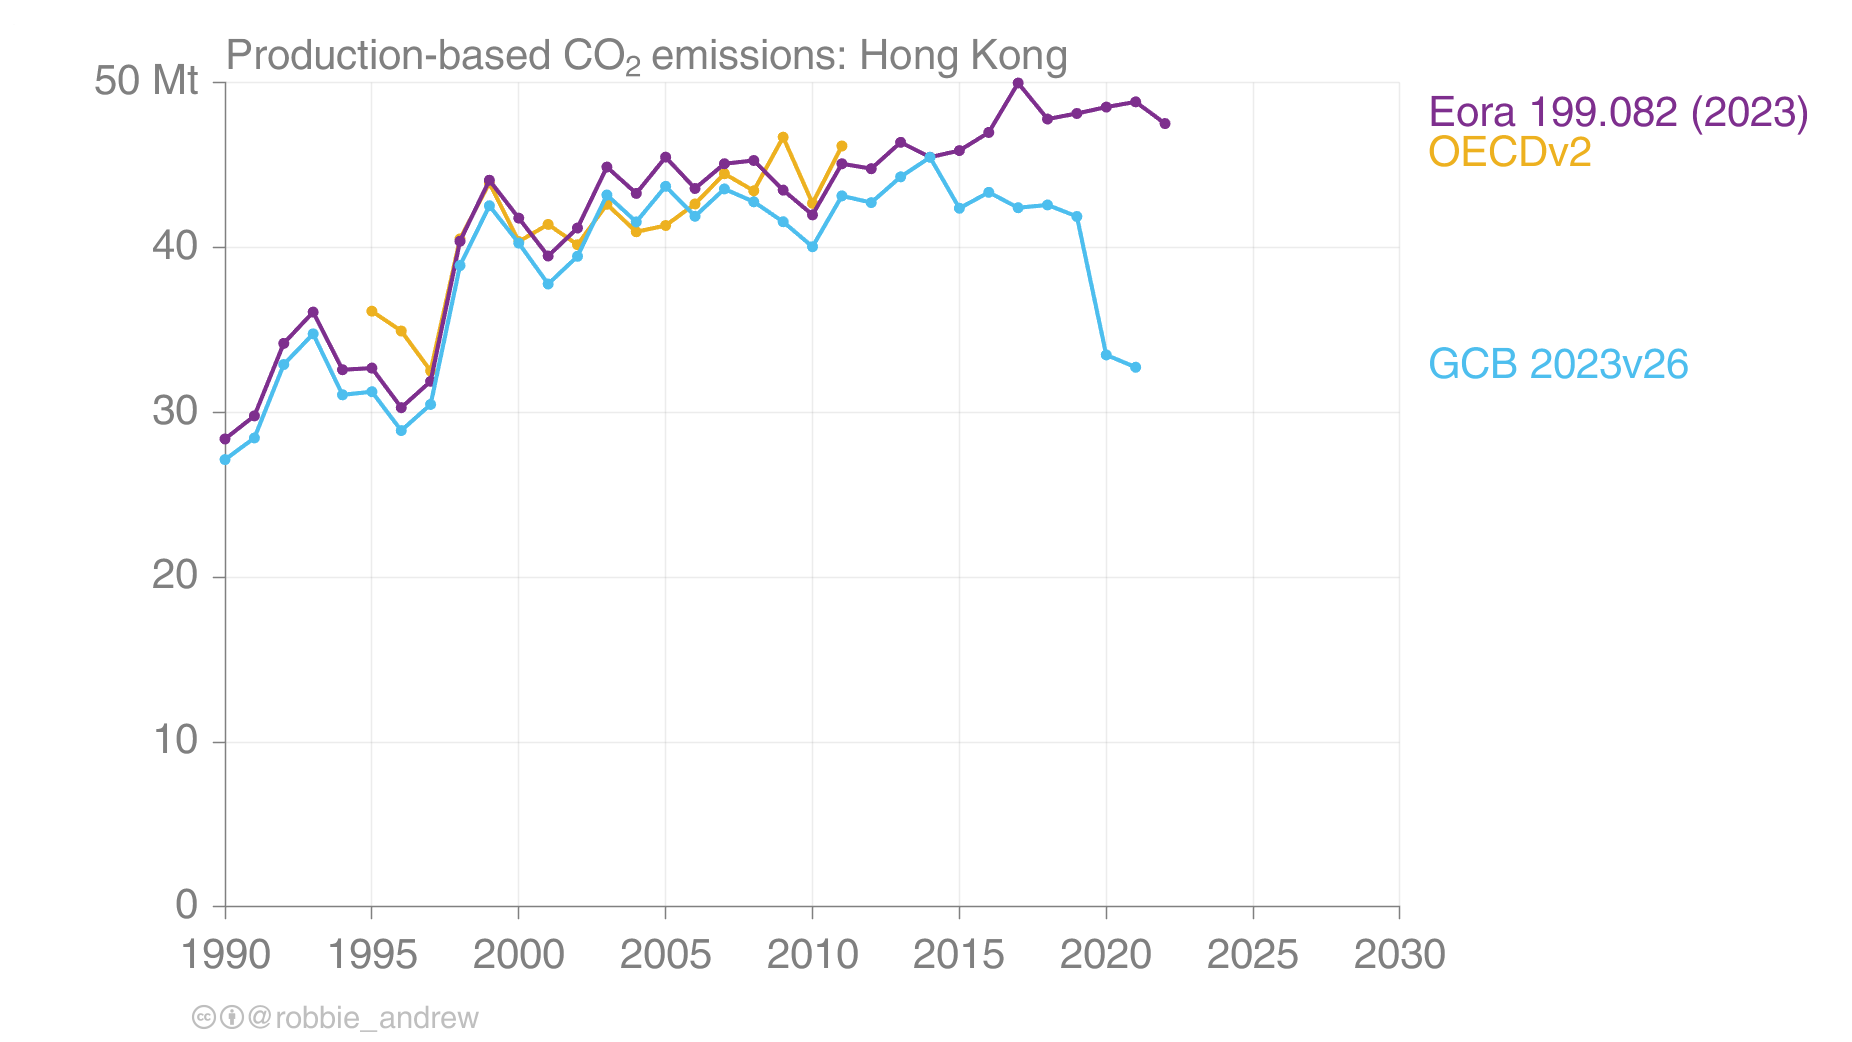 Production-based CO₂ emissions: Hong Kong
50 Mt
40
30
20
10
0
1990 1995 2000 2005 2010 2015 2020 2025 2030
Eora 199.082 (2023)
OECDv2
GCB 2023v26
@robbie_andrew